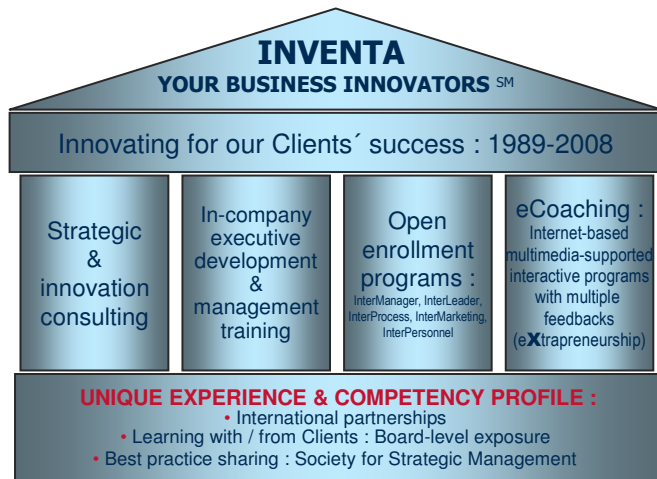 INVENTA
YOUR BUSINESS INNOVATORS SM
Innovating for our Clients´ success : 1989-2008
Strategic
&
innovation
consulting
In-company
executive
development
&
management
training
Open
enrollment
programs :
InterManager, InterLeader,
InterProcess, InterMarketing,
InterPersonnel
eCoaching :
Internet-based
multimedia-supported
interactive programs
with multiple
feedbacks
(eXtrapreneurship)
UNIQUE EXPERIENCE & COMPETENCY PROFILE :
• International partnerships
• Learning with / from Clients : Board-level exposure
• Best practice sharing : Society for Strategic Management